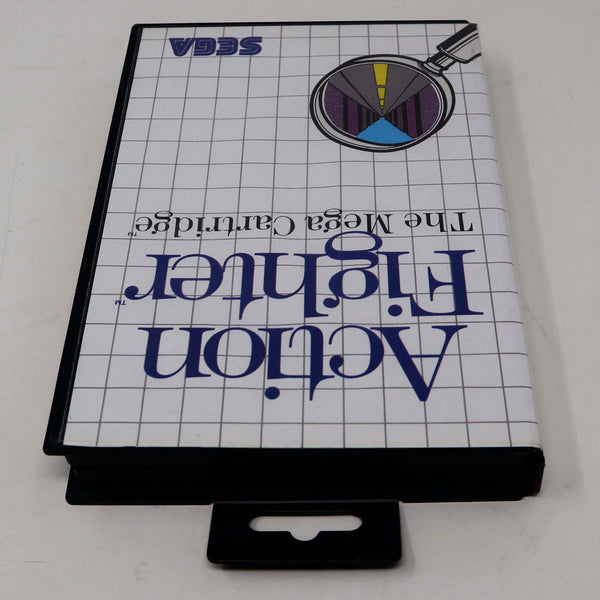 Action
Fighter™
The Mega Cartridge™
SEGA